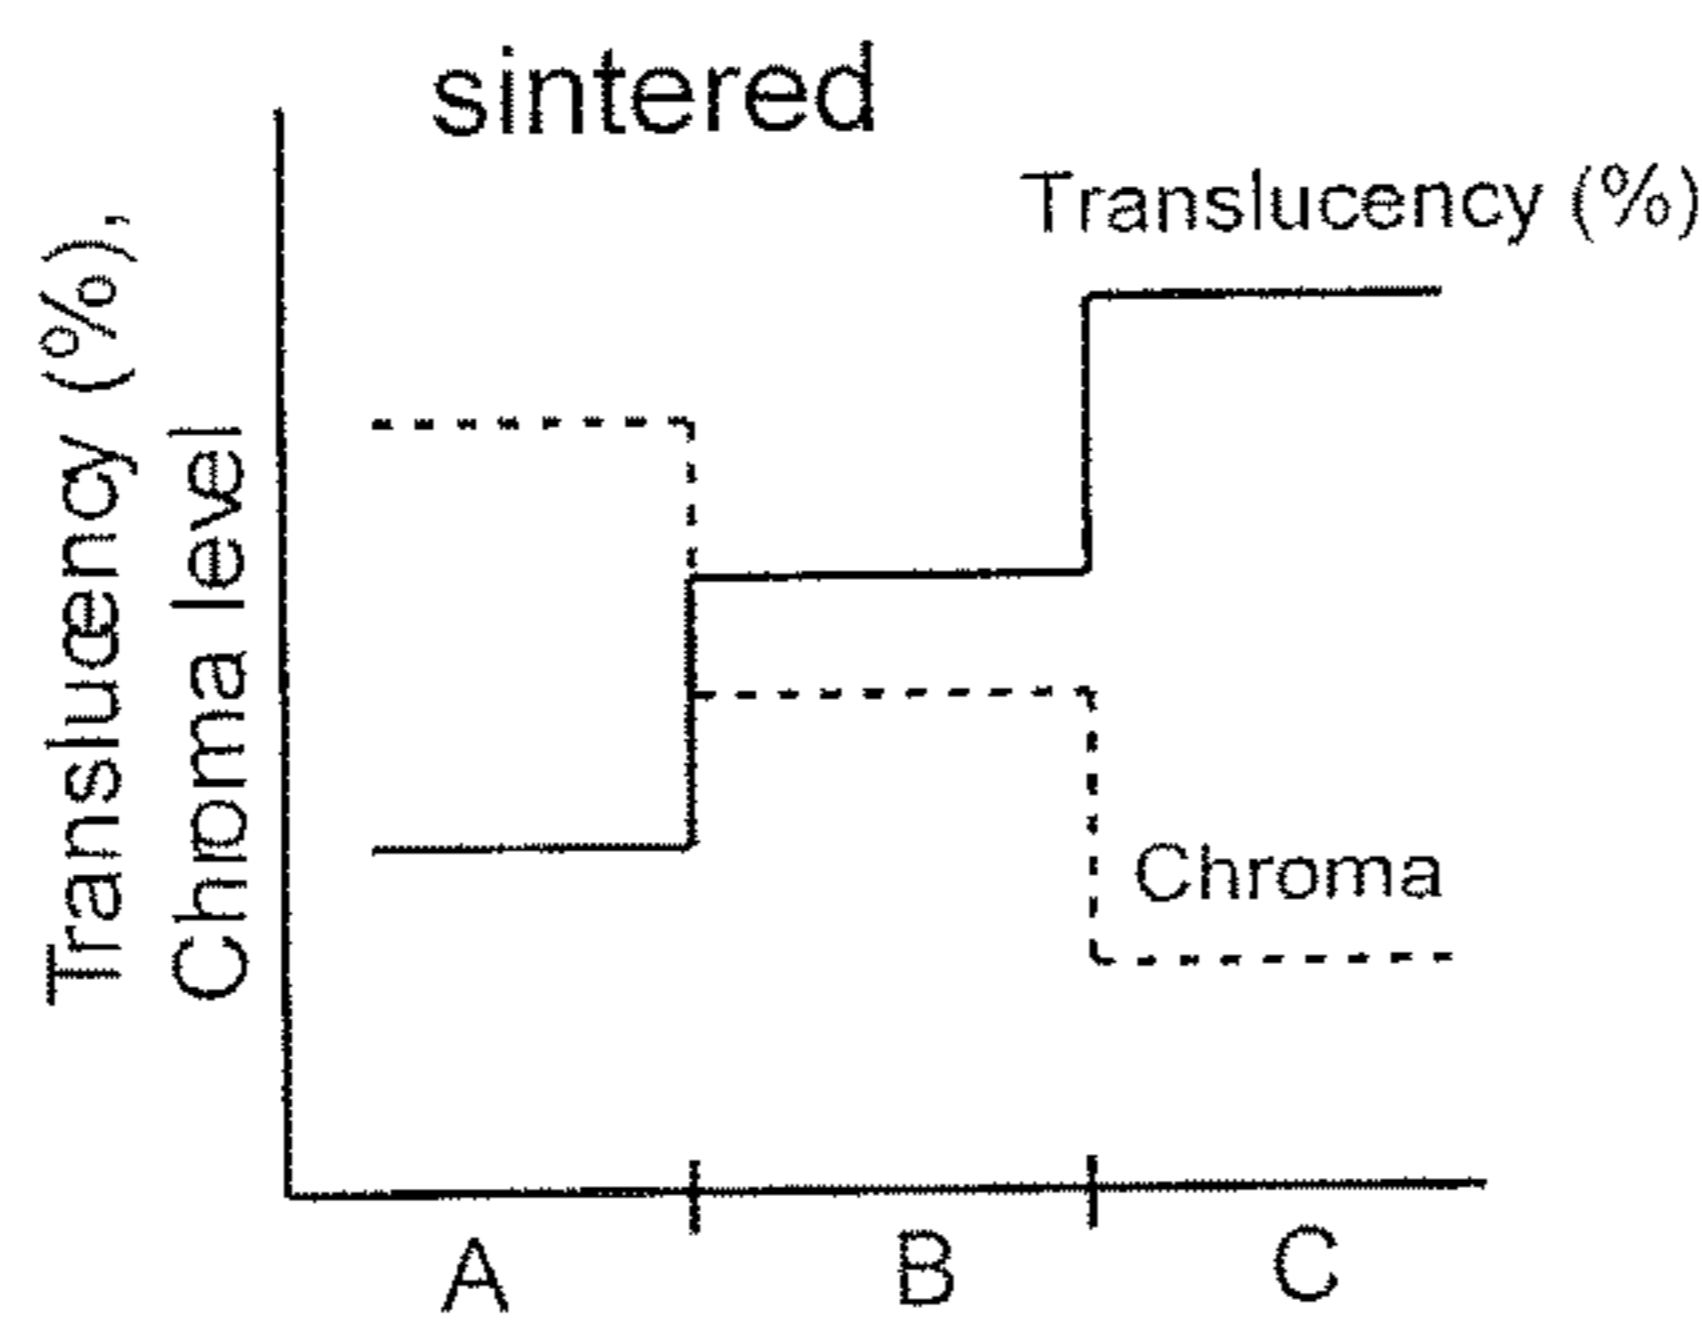 sintered
Translucency (%)
Translucency (%),
Chroma level
Chroma
A
B
C